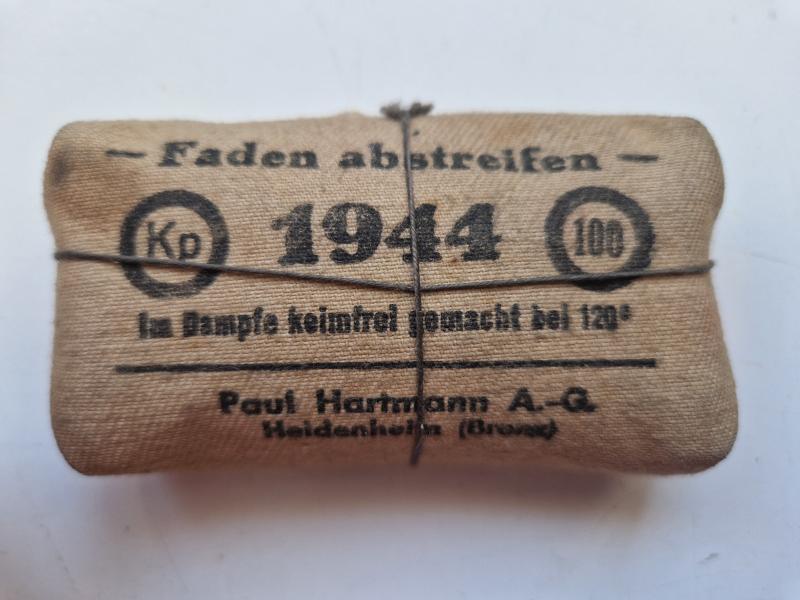 — Faden abstreifen —
Kp 1944 100
Im Dampfe keimfrei gemacht bei 120°
Paul Hartmann A.-G.
Heidenheim (Brenz)